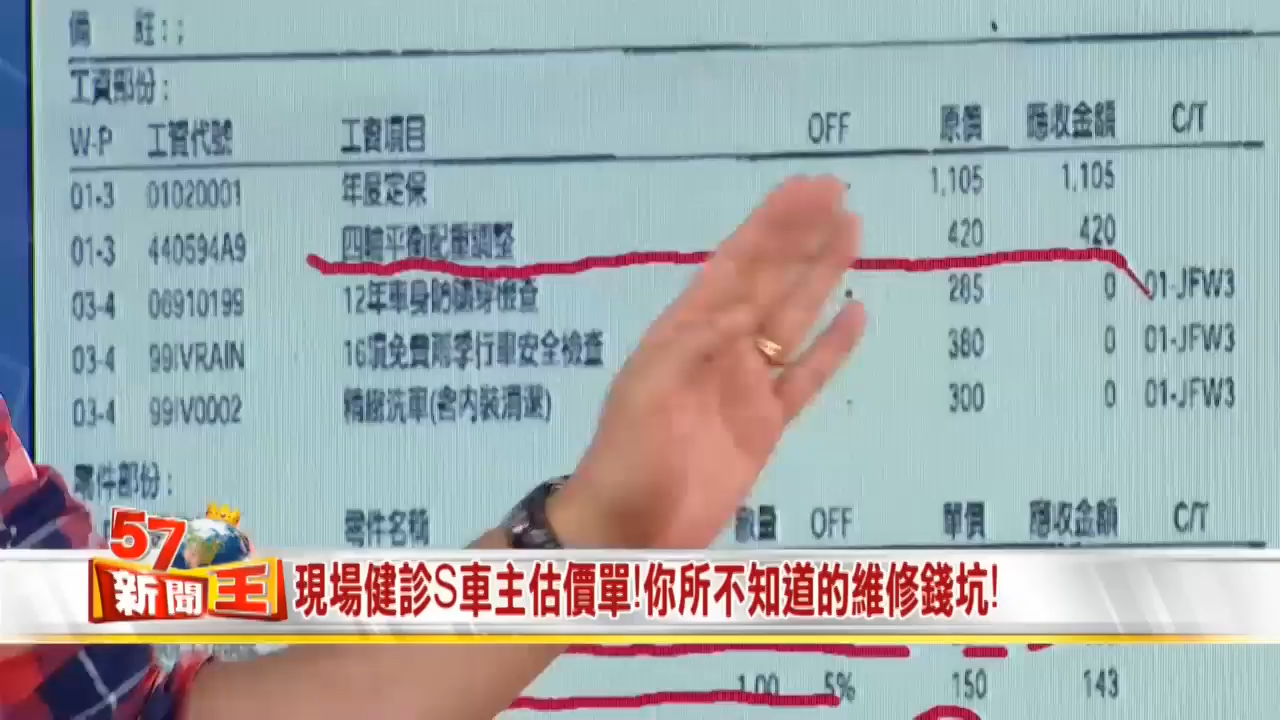 備 註:;
工資部份:
W-P 工資代號 工資項目 OFF 原價 應收金額 C/T
01-3 01020001 年度定保 1,105 1,105
01-3 440594A9 四輪平衡配重調整 420 420
03-4 06910199 12年車身防鏽穿檢查 285 0 01-JFW3
03-4 99IVRAIN 16項免費雨季行車安全檢查 380 0 01-JFW3
03-4 99IV0002 精緻洗車(含內裝清潔) 300 0 01-JFW3
零件部份:
零件名稱 數量 OFF 單價 應收金額 C/T
57新聞王
現場健診S車主估價單!你所不知道的維修錢坑!
1.00 5% 150 143